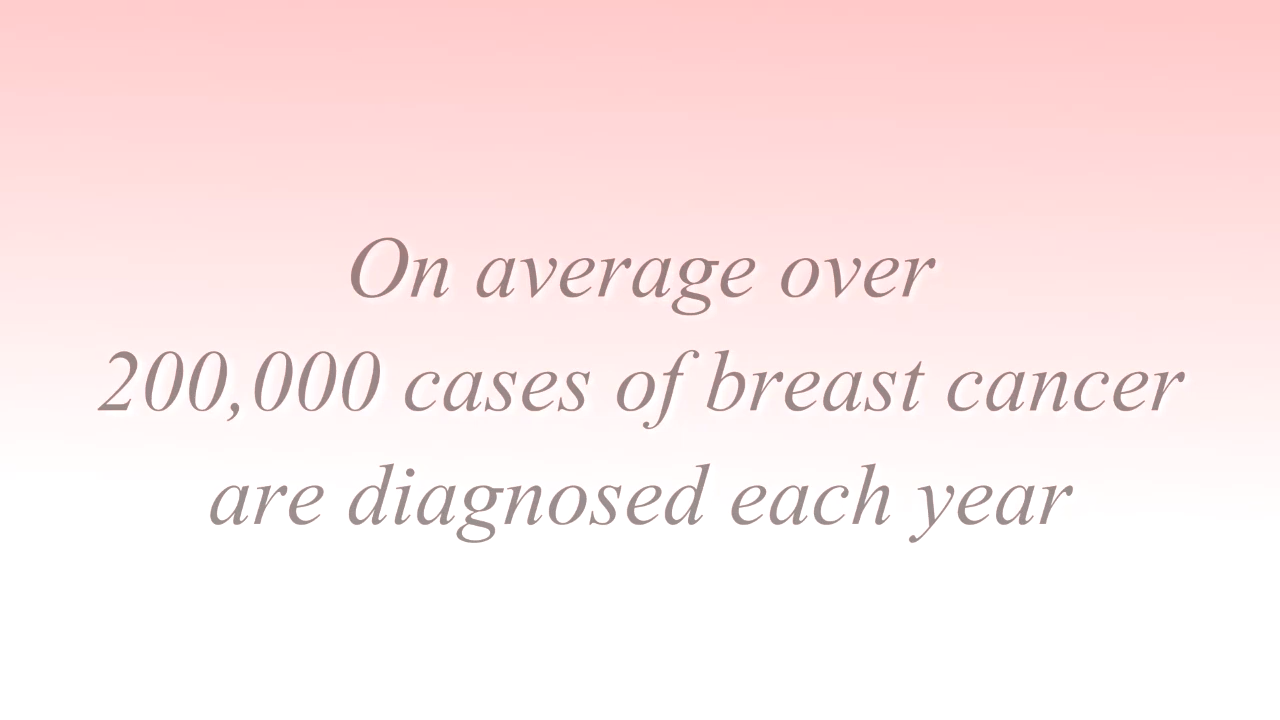 On average over
200,000 cases of breast cancer
are diagnosed each year